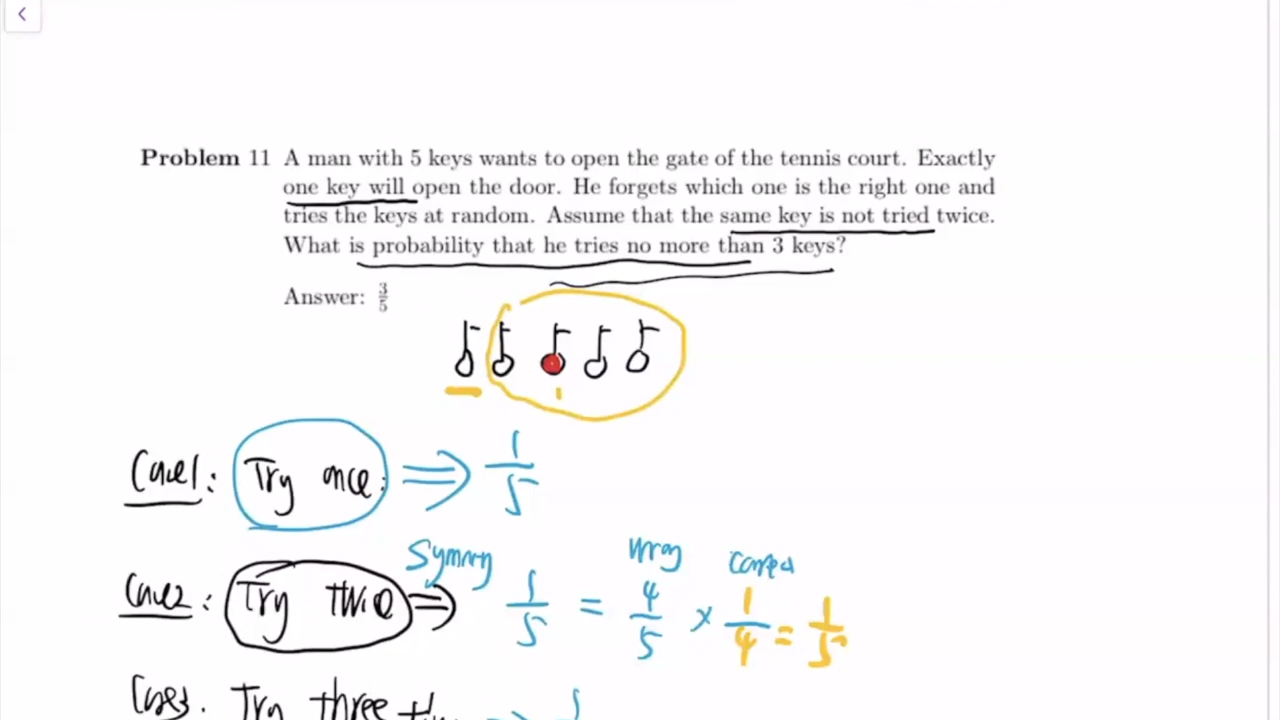 Problem 11 A man with 5 keys wants to open the gate of the tennis court. Exactly
one key will open the door. He forgets which one is the right one and
tries the keys at random. Assume that the same key is not tried twice.
What is probability that he tries no more than 3 keys?
Answer: 3/5
Case1: Try once: ⇒ 1/5
Wrong
Case2: Try twice ⇒ 1/5 = 4/5 × 1/4 = 1/5
Case3. Try three